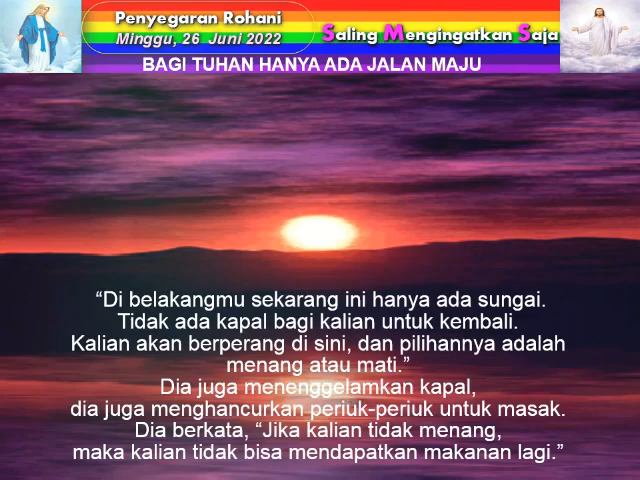 Penyegaran Rohani
Minggu, 26 Juni 2022
Saling Mengingatkan Saja
BAGI TUHAN HANYA ADA JALAN MAJU
“Di belakangmu sekarang ini hanya ada sungai.
Tidak ada kapal bagi kalian untuk kembali.
Kalian akan berperang di sini, dan pilihannya adalah
menang atau mati.”
Dia juga menenggelamkan kapal,
dia juga menghancurkan periuk-periuk untuk masak.
Dia berkata, “Jika kalian tidak menang,
maka kalian tidak bisa mendapatkan makanan lagi.”